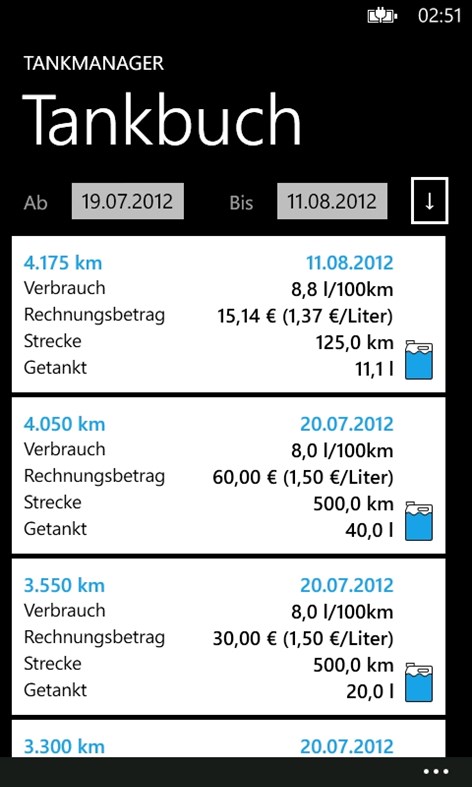 02:51
TANKMANAGER
Tankbuch
Ab 19.07.2012 Bis 11.08.2012 ↓
4.175 km 11.08.2012
Verbrauch 8,8 l/100km
Rechnungsbetrag 15,14 € (1,37 €/Liter)
Strecke 125,0 km
Getankt 11,1 l
4.050 km 20.07.2012
Verbrauch 8,0 l/100km
Rechnungsbetrag 60,00 € (1,50 €/Liter)
Strecke 500,0 km
Getankt 40,0 l
3.550 km 20.07.2012
Verbrauch 8,0 l/100km
Rechnungsbetrag 30,00 € (1,50 €/Liter)
Strecke 500,0 km
Getankt 20,0 l
3.300 km 20.07.2012